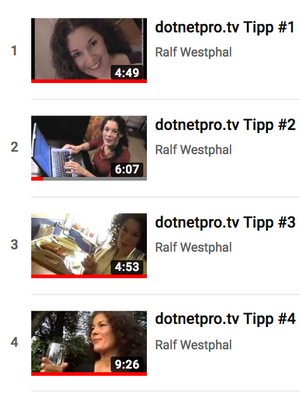 1
dotnetpro.tv Tipp #1
Ralf Westphal
4:49
2
dotnetpro.tv Tipp #2
Ralf Westphal
6:07
3
dotnetpro.tv Tipp #3
Ralf Westphal
4:53
4
dotnetpro.tv Tipp #4
Ralf Westphal
9:26